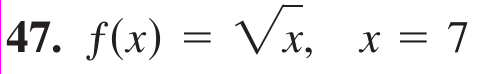 47. f(x) = √x, x = 7